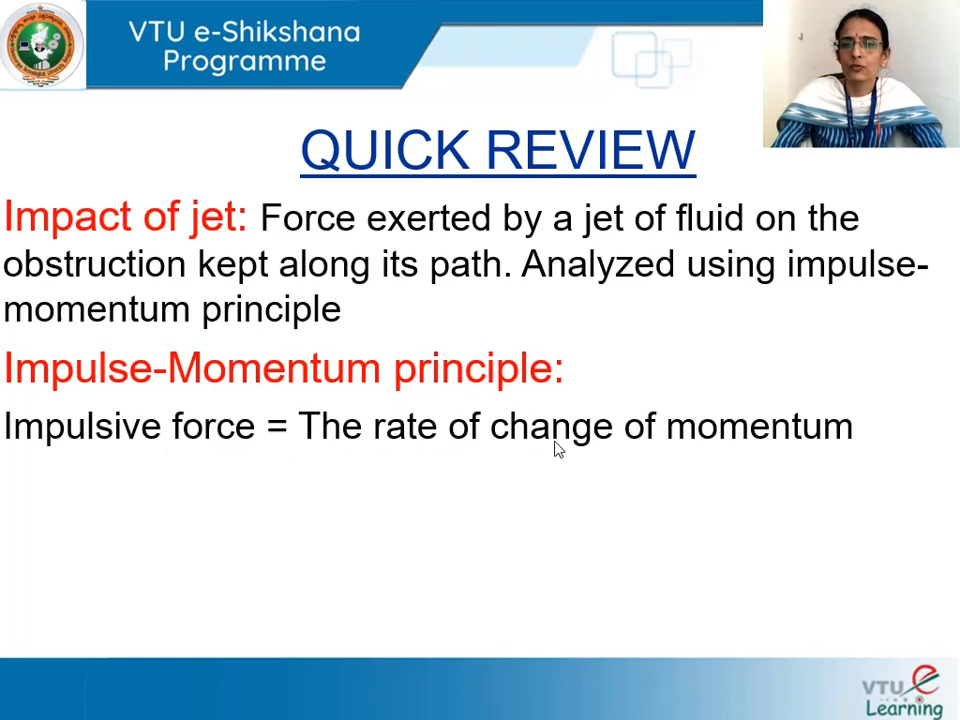 VTU e-Shikshana
Programme
QUICK REVIEW
Impact of jet: Force exerted by a jet of fluid on the
obstruction kept along its path. Analyzed using impulse-
momentum principle
Impulse-Momentum principle:
Impulsive force = The rate of change of momentum
VTU e
Learning